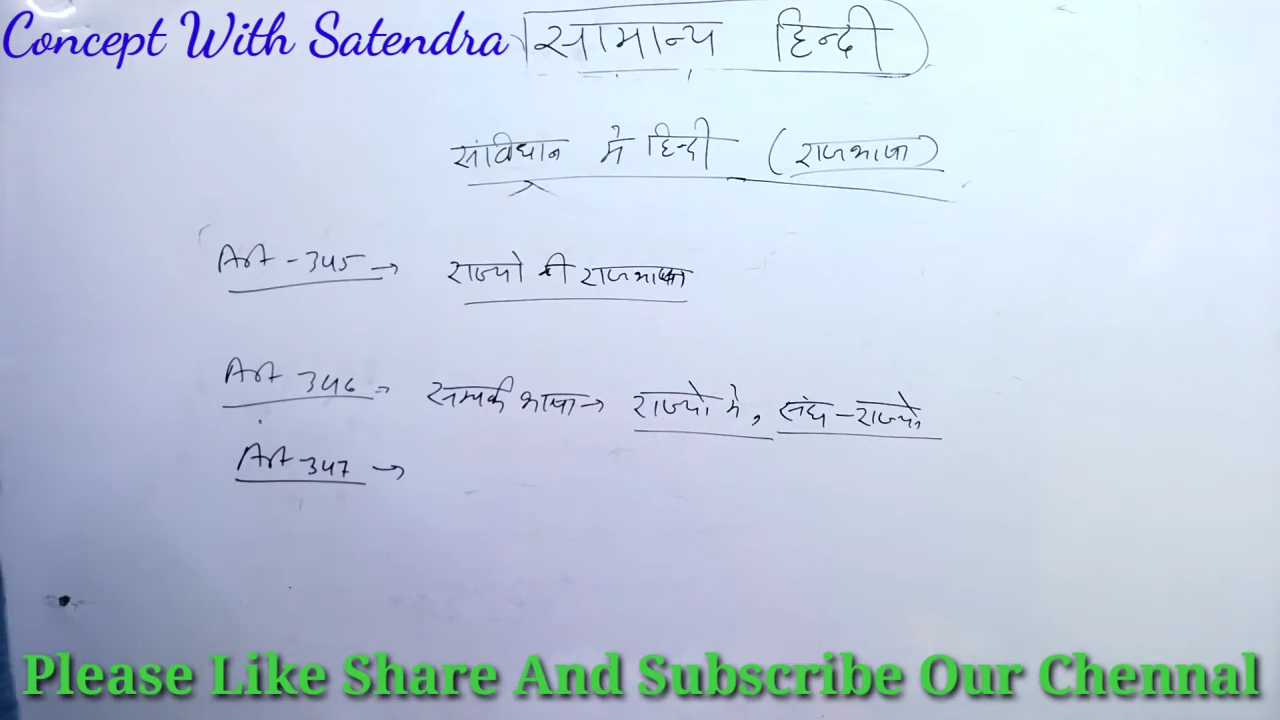 Concept With Satendra
सामान्य हिन्दी
संविधान मे हिन्दी (राजभाषा)
Art-345 → राज्यो की राजभाषा
Art 346 → सम्पर्क भाषा → राज्यो मे, संघ-राज्यो,
Art-347 →
Please Like Share And Subscribe Our Chennal